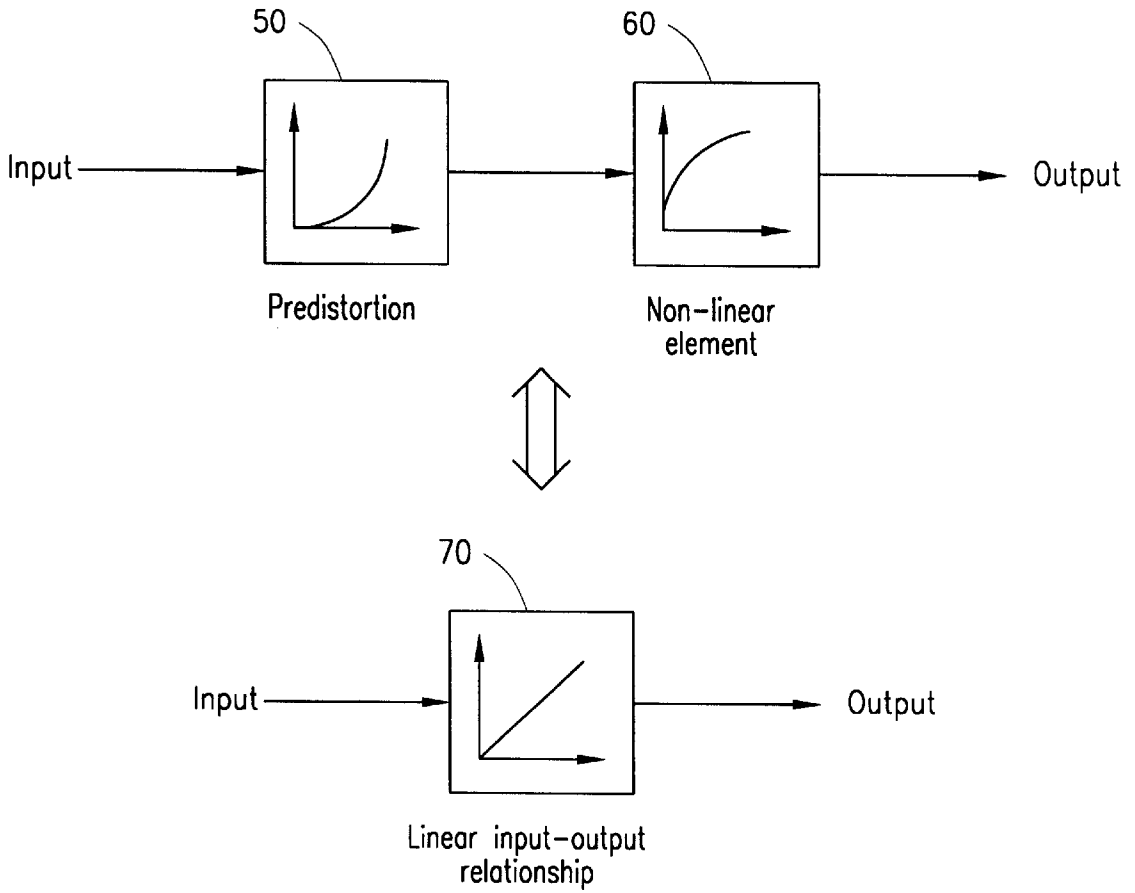 50
60
Input
Output
Predistortion
Non-linear
element
70
Input
Output
Linear input-output
relationship